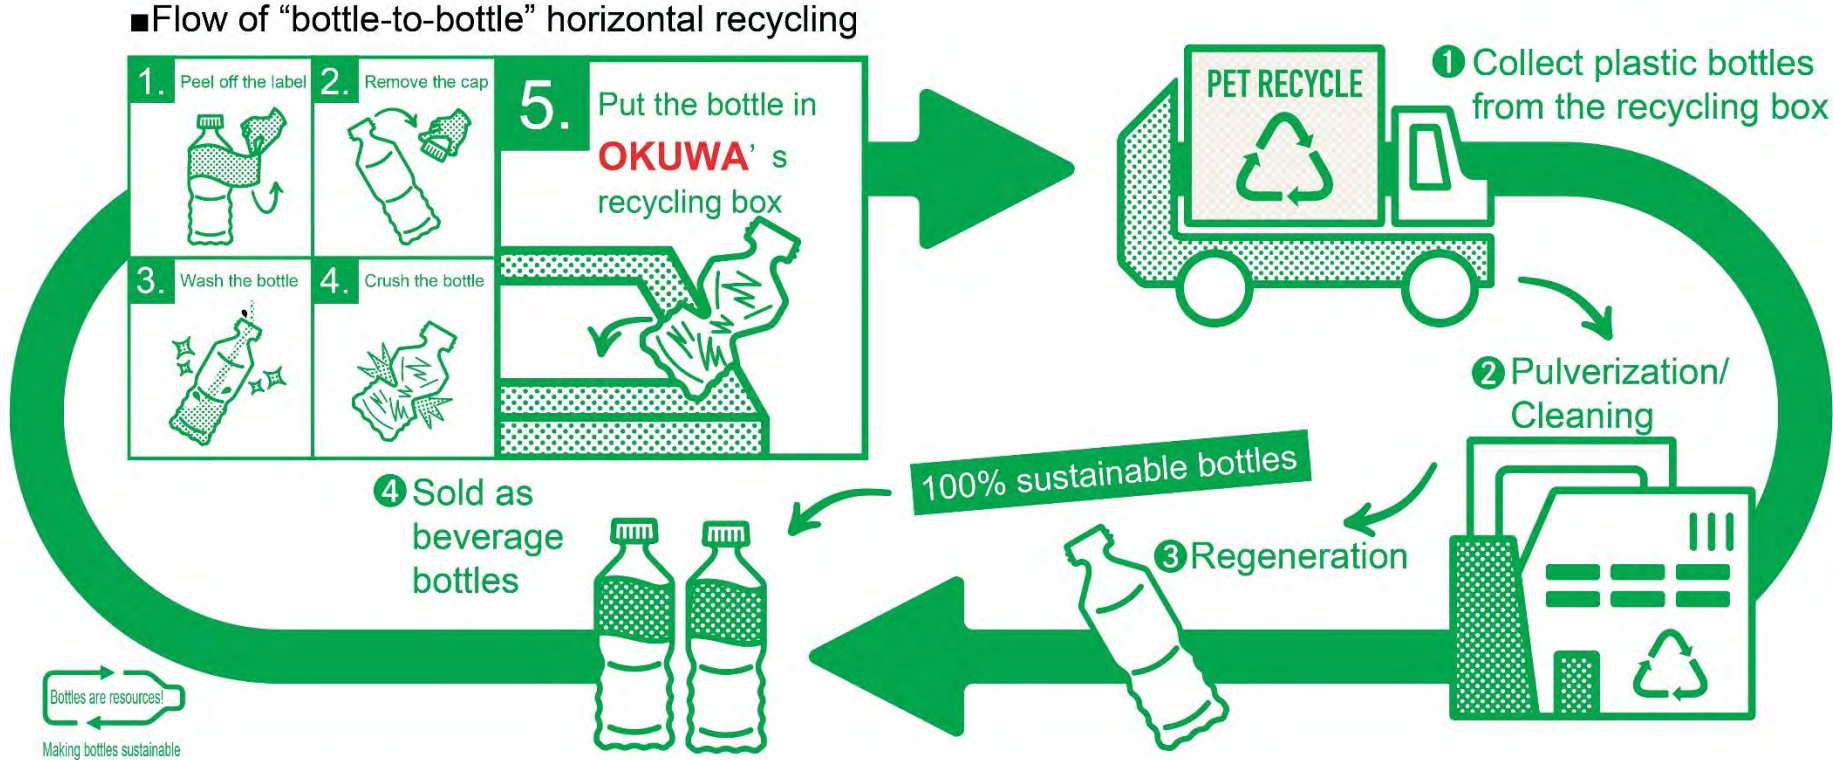 ■Flow of “bottle-to-bottle” horizontal recycling
1. Peel off the label
2. Remove the cap
3. Wash the bottle
4. Crush the bottle
5. Put the bottle in
OKUWA’s
recycling box
PET RECYCLE
❶ Collect plastic bottles
from the recycling box
❷ Pulverization/
Cleaning
❸ Regeneration
100% sustainable bottles
❹ Sold as
beverage
bottles
Bottles are resources!
Making bottles sustainable